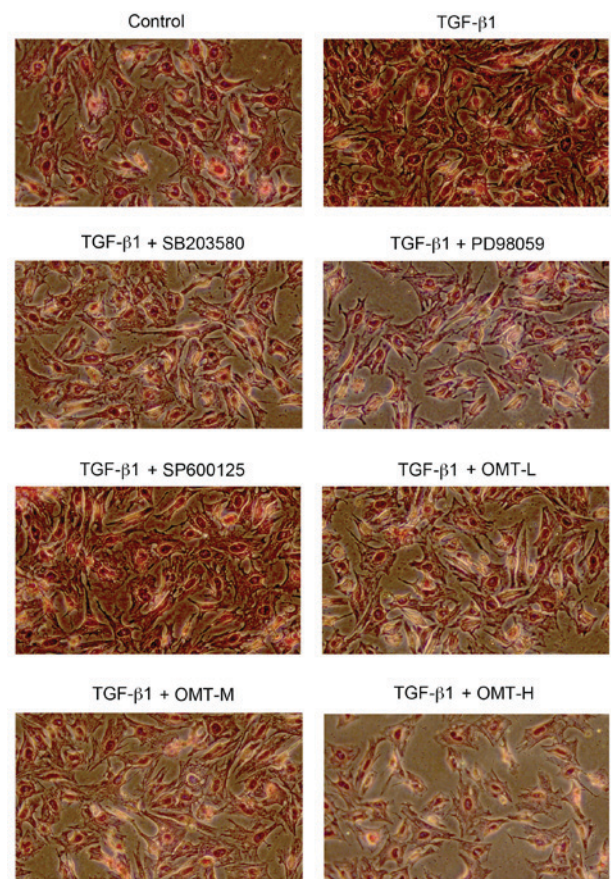 Control
TGF-β1
TGF-β1 + SB203580
TGF-β1 + PD98059
TGF-β1 + SP600125
TGF-β1 + OMT-L
TGF-β1 + OMT-M
TGF-β1 + OMT-H